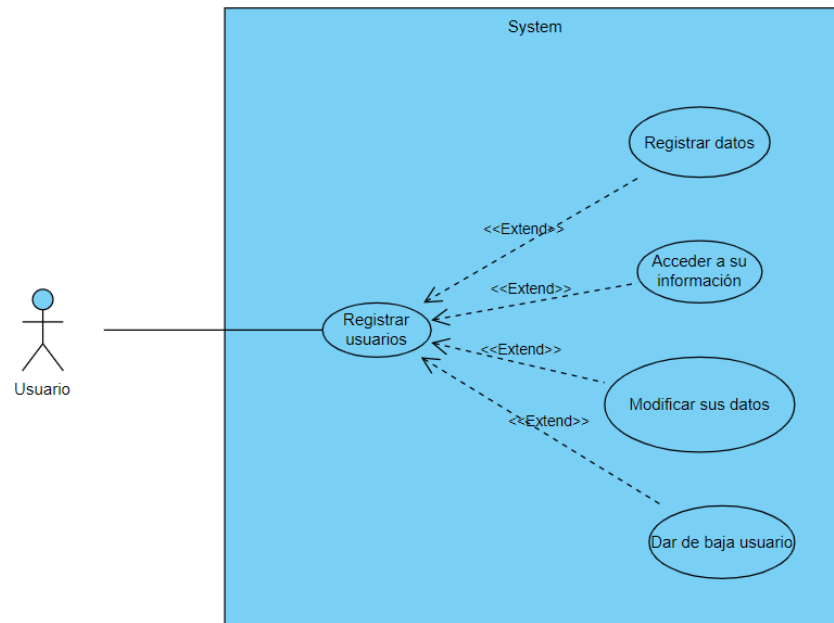 System
Registrar datos
<<Extend>>
Acceder a su
información
<<Extend>>
Registrar
usuarios
<<Extend>>
Modificar sus datos
Usuario
<<Extend>>
Dar de baja usuario